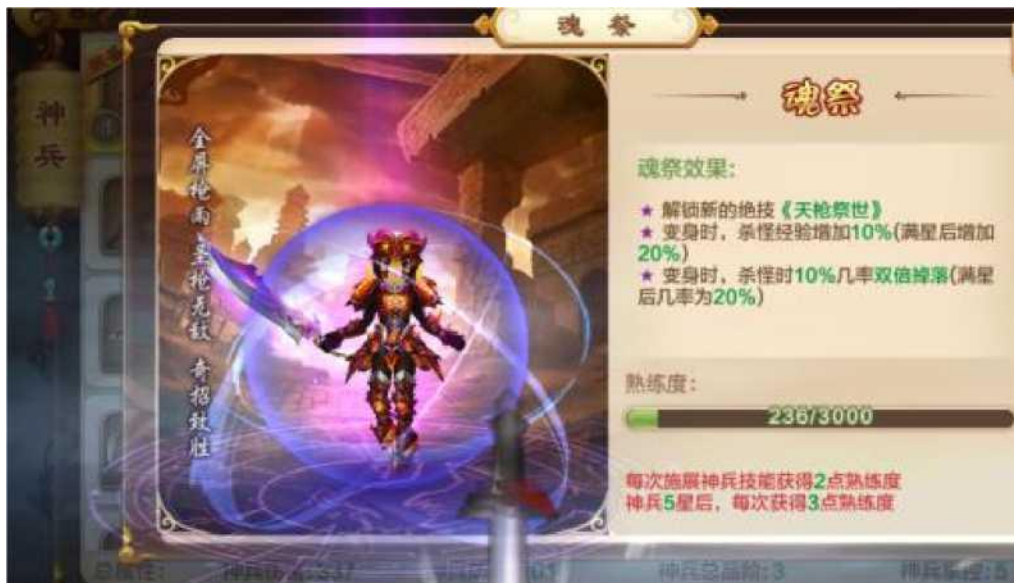 魂祭
神兵
魂祭
全屏枪雨 圣枪无敌 奇招致胜
魂祭效果：
★ 解锁新的绝技《天枪祭世》
★ 变身时，杀怪经验增加10%(满星后增加
20%)
★ 变身时，杀怪时10%几率双倍掉落(满星
后几率为20%)
熟练度：
236/3000
每次施展神兵技能获得2点熟练度
神兵5星后，每次获得3点熟练度
神兵总品阶：3